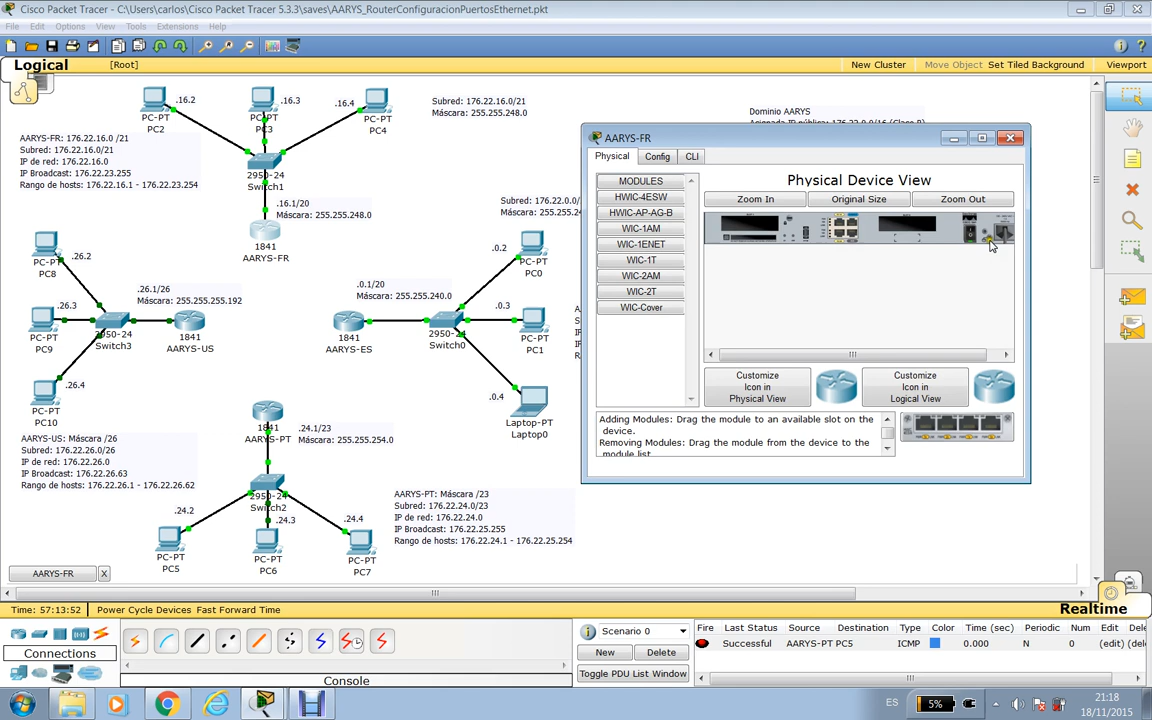 Cisco Packet Tracer - C:\Users\carlos\Cisco Packet Tracer 5.3.3\saves\AARYS_RouterConfiguracionPuertosEthernet.pkt
File Edit Options View Tools Extensions Help
Logical
[Root]
New Cluster
Move Object
Set Tiled Background
Viewport
.16.2
PC-PT
PC2
.16.3
PC-PT
PC3
.16.4
PC-PT
PC4
Subred: 176.22.16.0/21
Máscara: 255.255.248.0
Dominio AARYS
AARYS-FR: 176.22.16.0 /21
Subred: 176.22.16.0/21
IP de red: 176.22.16.0
IP Broadcast: 176.22.23.255
Rango de hosts: 176.22.16.1 - 176.22.23.254
2950-24
Switch1
.16.1/20
Máscara: 255.255.248.0
1841
AARYS-FR
Subred: 176.22.0.0/
.0.2
PC-PT
PC0
.26.2
PC-PT
PC8
.26.1/26
Máscara: 255.255.255.192
.26.3
PC-PT
PC9
2950-24
Switch3
1841
AARYS-US
.26.4
PC-PT
PC10
.0.1/20
Máscara: 255.255.240.0
1841
AARYS-ES
2950-24
Switch0
.0.3
PC-PT
PC1
.0.4
Laptop-PT
Laptop0
1841
AARYS-PT
.24.1/23
Máscara: 255.255.254.0
AARYS-US: Máscara /26
Subred: 176.22.26.0/26
IP de red: 176.22.26.0
IP Broadcast: 176.22.26.63
Rango de hosts: 176.22.26.1 - 176.22.26.62
2950-24
Switch2
.24.2
.24.3
.24.4
PC-PT
PC5
PC-PT
PC6
PC-PT
PC7
AARYS-PT: Máscara /23
Subred: 176.22.24.0/23
IP de red: 176.22.24.0
IP Broadcast: 176.22.25.255
Rango de hosts: 176.22.24.1 - 176.22.25.254
AARYS-FR
Physical Config CLI
MODULES
HWIC-4ESW
HWIC-AP-AG-B
WIC-1AM
WIC-1ENET
WIC-1T
WIC-2AM
WIC-2T
WIC-Cover
Physical Device View
Zoom In
Original Size
Zoom Out
Customize
Icon in
Physical View
Customize
Icon in
Logical View
Adding Modules: Drag the module to an available slot on the
device.
Removing Modules: Drag the module from the device to the
module list.
AARYS-FR X
Time: 57:13:52
Power Cycle Devices Fast Forward Time
Realtime
Connections
Console
Scenario 0
New
Delete
Toggle PDU List Window
Fire Last Status Source Destination Type Color Time (sec) Periodic Num Edit
Successful AARYS-PT PC5 ICMP 0.000 N 0 (edit)
ES
5%
21:18
18/11/2015